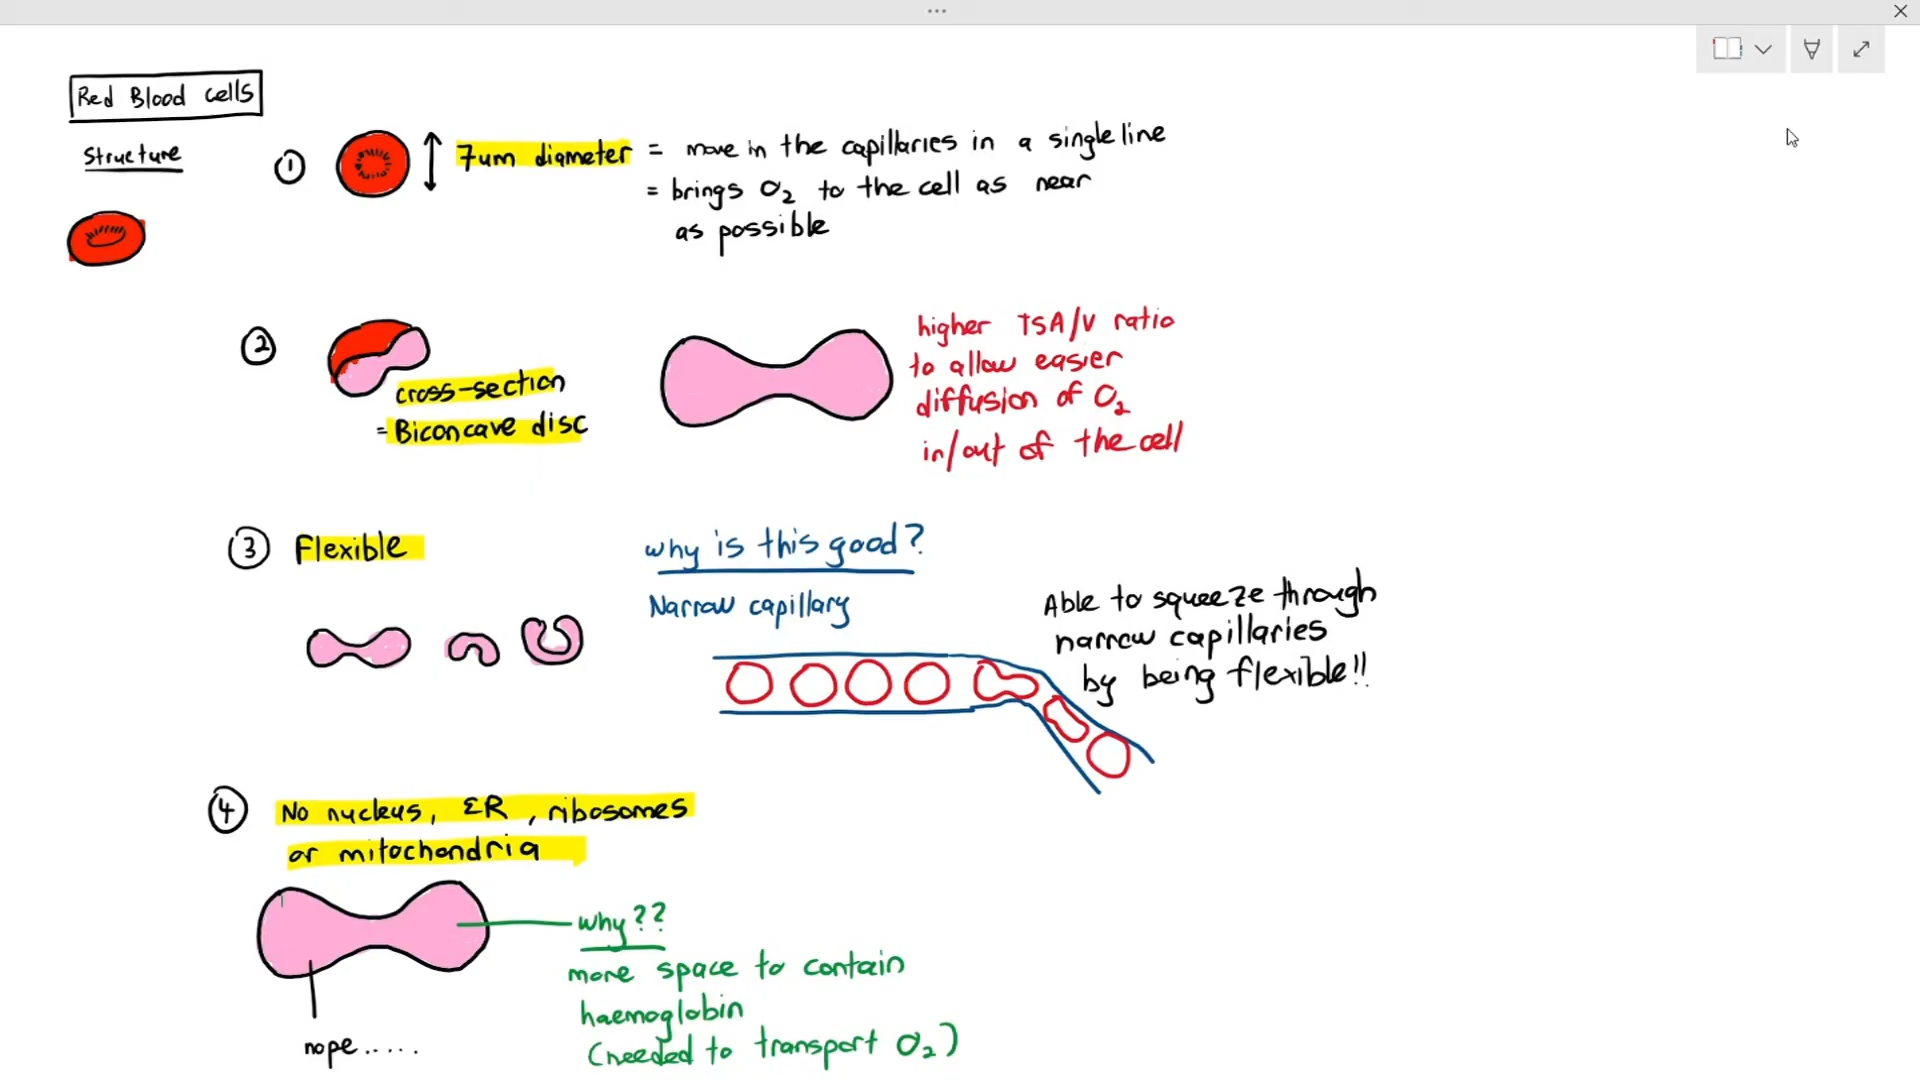 Red Blood Cells
Structure
① 7um diameter = move in the capillaries in a single line
= brings O₂ to the cell as near
as possible
② cross-section
= Biconcave disc
higher TSA/V ratio
to allow easier
diffusion of O₂
in/out of the cell
③ Flexible
why is this good?
Narrow capillary
Able to squeeze through
narrow capillaries
by being flexible!!
④ No nucleus, ER, ribosomes
or mitochondria
nope.....
why??
more space to contain
haemoglobin
(needed to transport O₂)